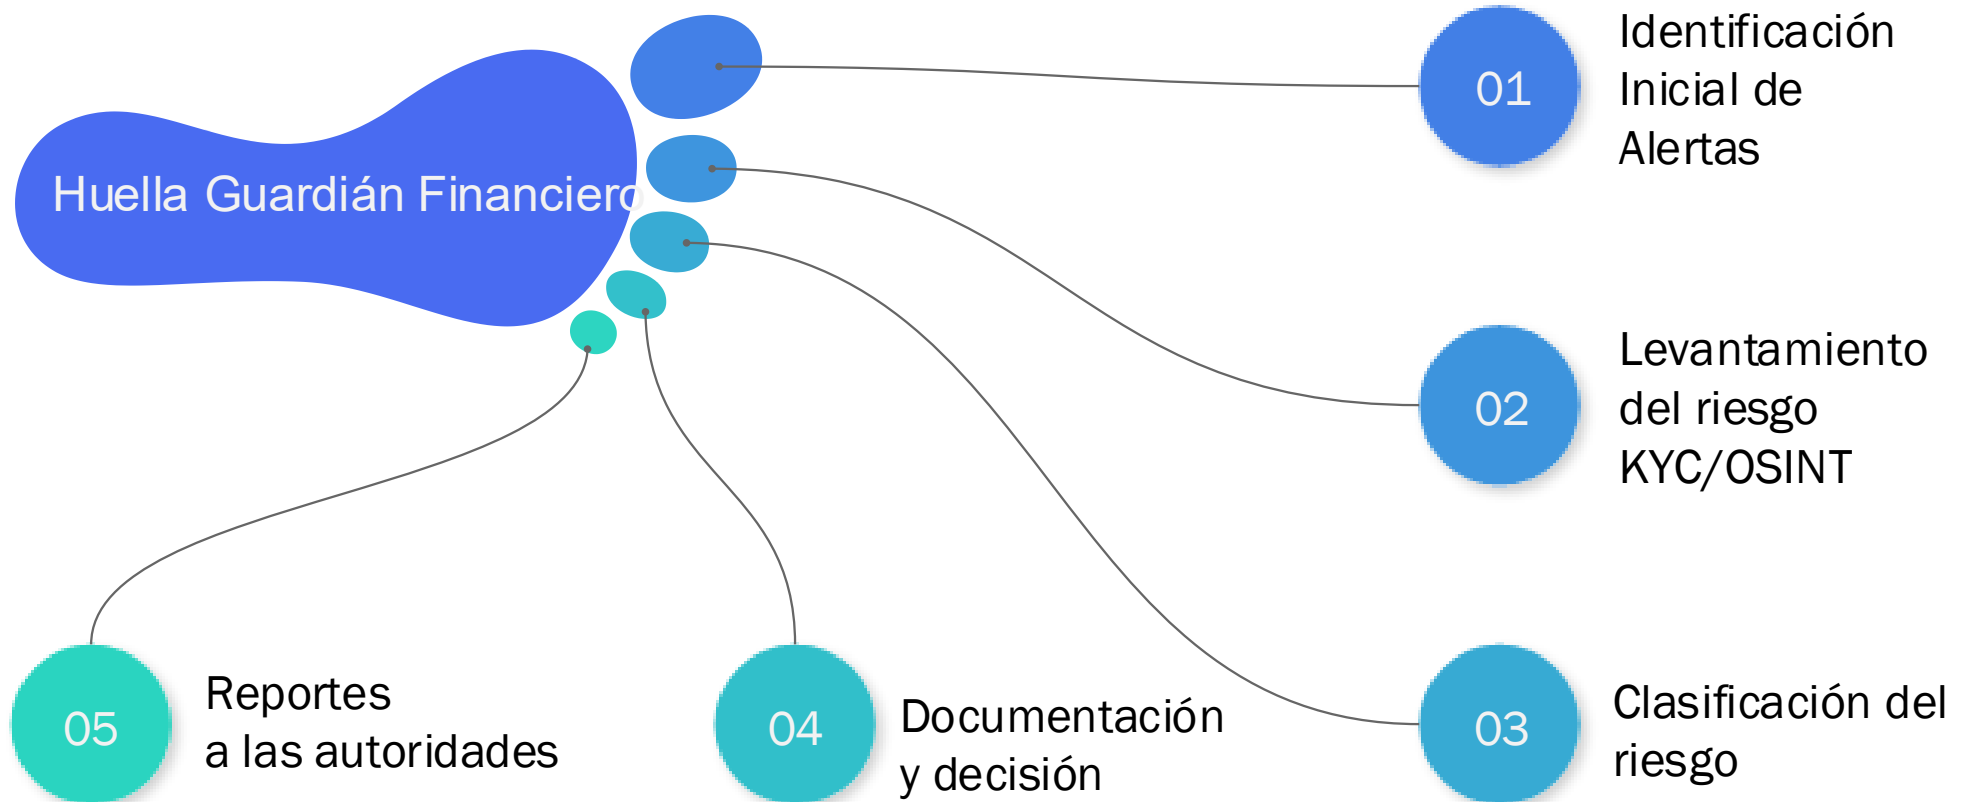 Huella Guardián Financiero
01
Identificación
Inicial de
Alertas
02
Levantamiento
del riesgo
KYC/OSINT
03
Clasificación del
riesgo
04
Documentación
y decisión
05
Reportes
a las autoridades